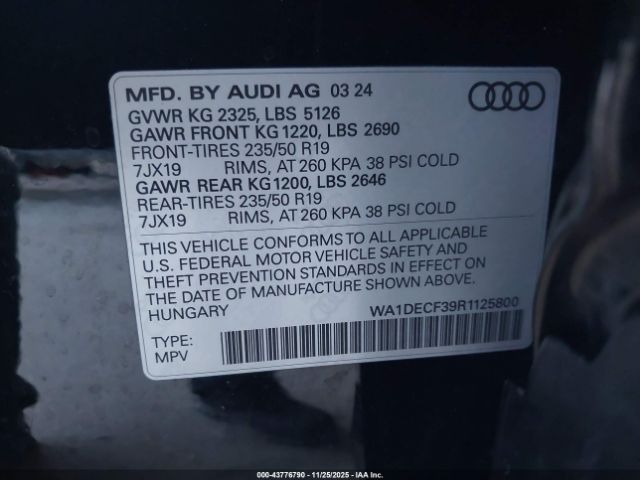 MFD. BY AUDI AG 03 24
GVWR KG 2325, LBS 5126
GAWR FRONT KG 1220, LBS 2690
FRONT-TIRES 235/50 R19
7JX19 RIMS, AT 260 KPA 38 PSI COLD
GAWR REAR KG 1200, LBS 2646
REAR-TIRES 235/50 R19
7JX19 RIMS, AT 260 KPA 38 PSI COLD
THIS VEHICLE CONFORMS TO ALL APPLICABLE
U.S. FEDERAL MOTOR VEHICLE SAFETY AND
THEFT PREVENTION STANDARDS IN EFFECT ON
THE DATE OF MANUFACTURE SHOWN ABOVE.
HUNGARY WA1DECF39R1125800
TYPE:
MPV
000-43776790 - 11/25/2025 - IAAI, Inc.